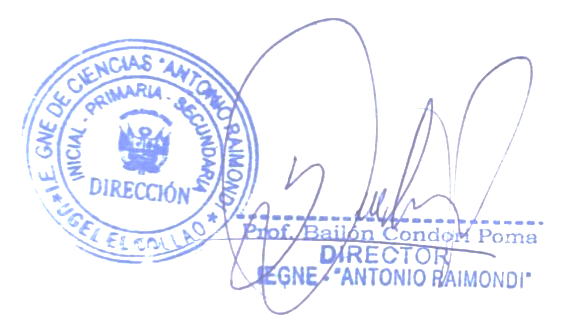 I.E. GNE DE CIENCIAS "ANTONIO RAIMONDI"
INICIAL - PRIMARIA - SECUNDARIA
DIRECCIÓN
* UGEL EL COLLAO *
Prof. Bailón Condori Poma
DIRECTOR
IEGNE - "ANTONIO RAIMONDI"